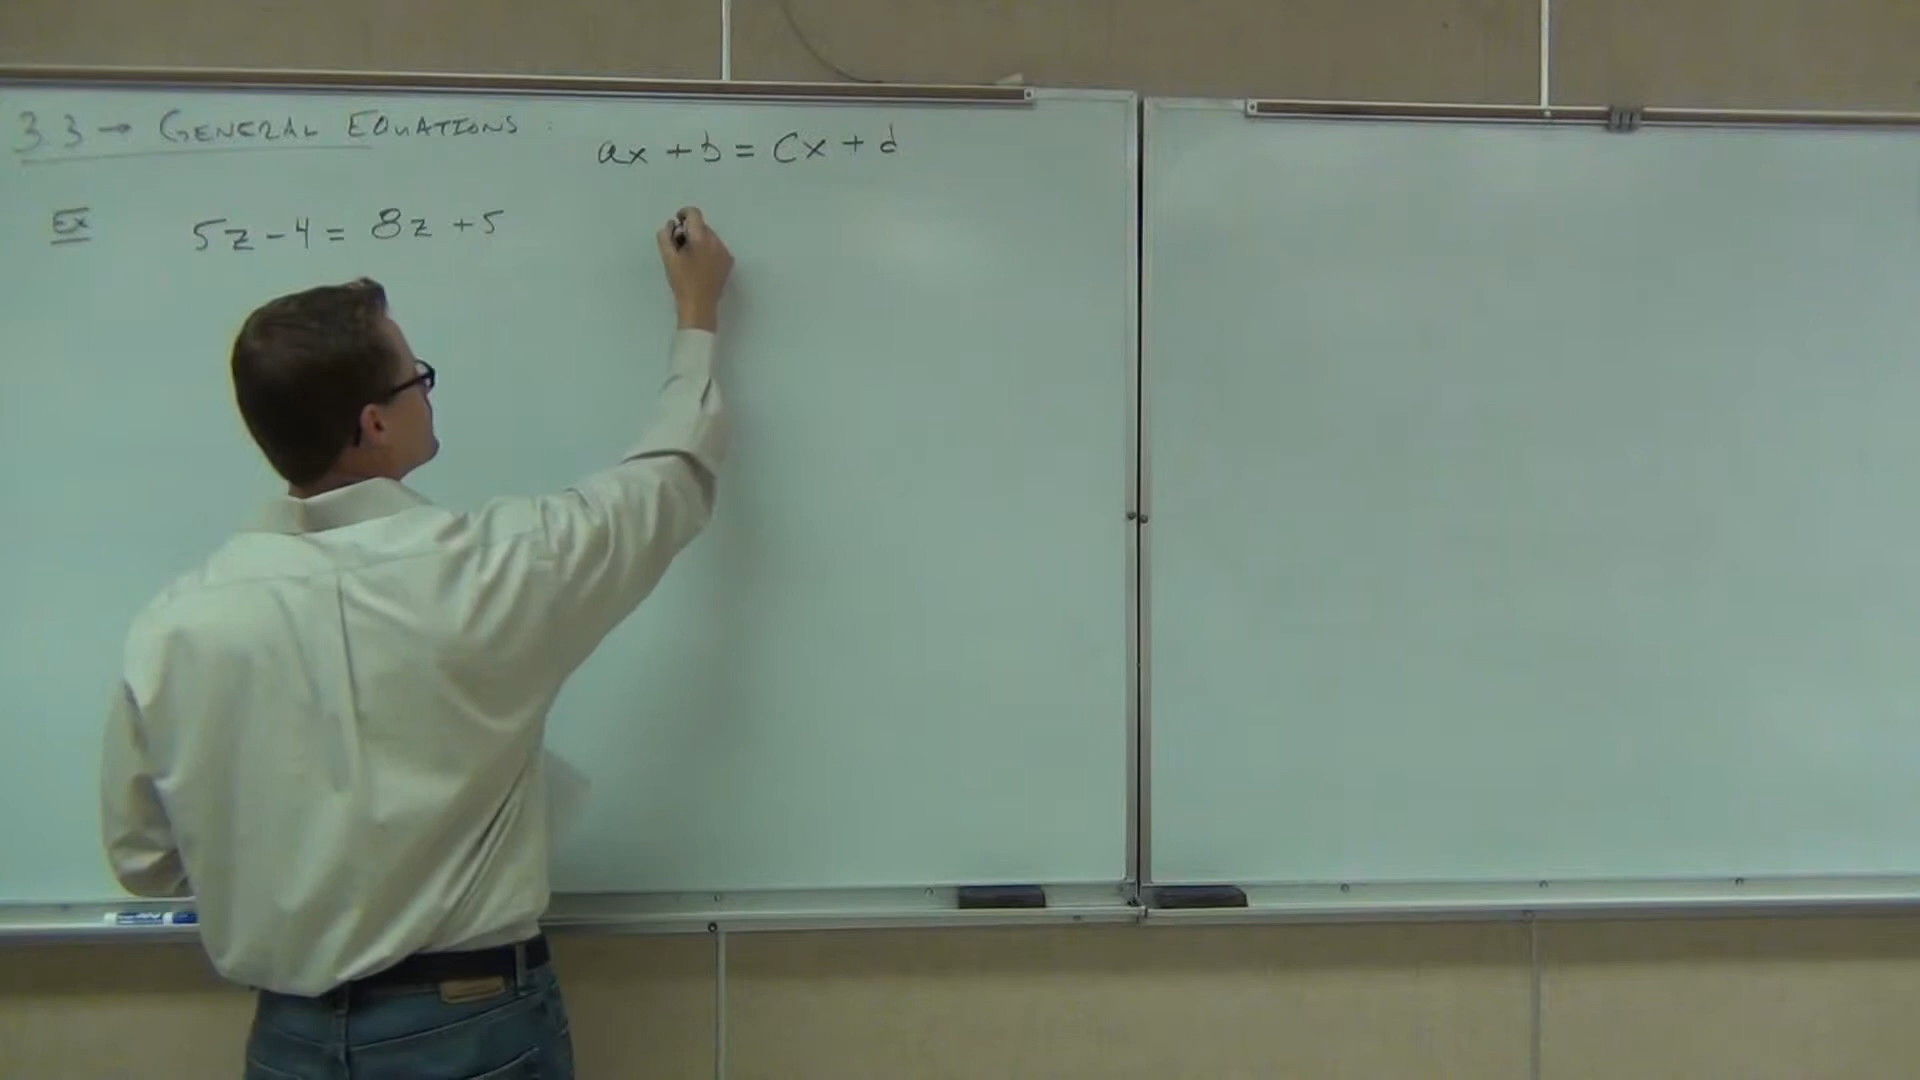 3.3 → GENERAL EQUATIONS :
ax + b = cx + d
Ex 5z - 4 = 8z + 5